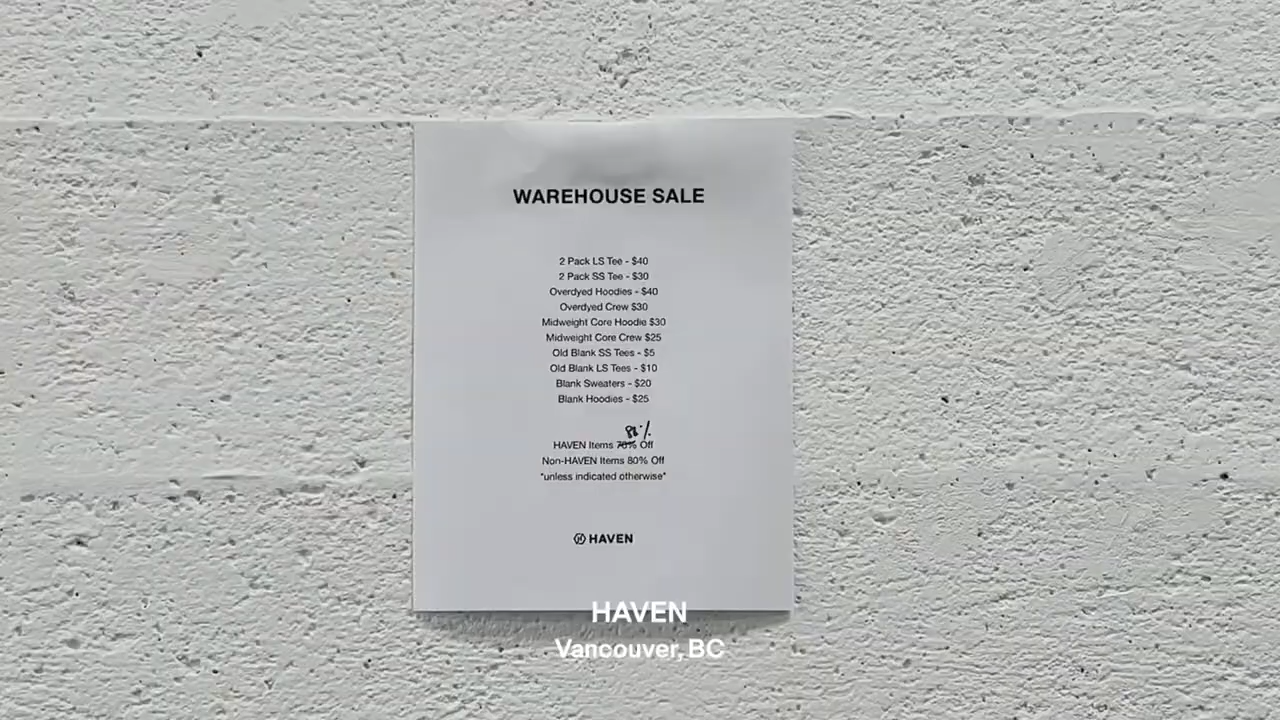 WAREHOUSE SALE
2 Pack LS Tee - $40
2 Pack SS Tee - $30
Overdyed Hoodies - $40
Overdyed Crew $30
Midweight Core Hoodie $30
Midweight Core Crew $25
Old Blank SS Tees - $5
Old Blank LS Tees - $10
Blank Sweaters - $20
Blank Hoodies - $25
HAVEN Items 70% Off
Non-HAVEN Items 80% Off
*unless indicated otherwise*
HAVEN
HAVEN
Vancouver, BC